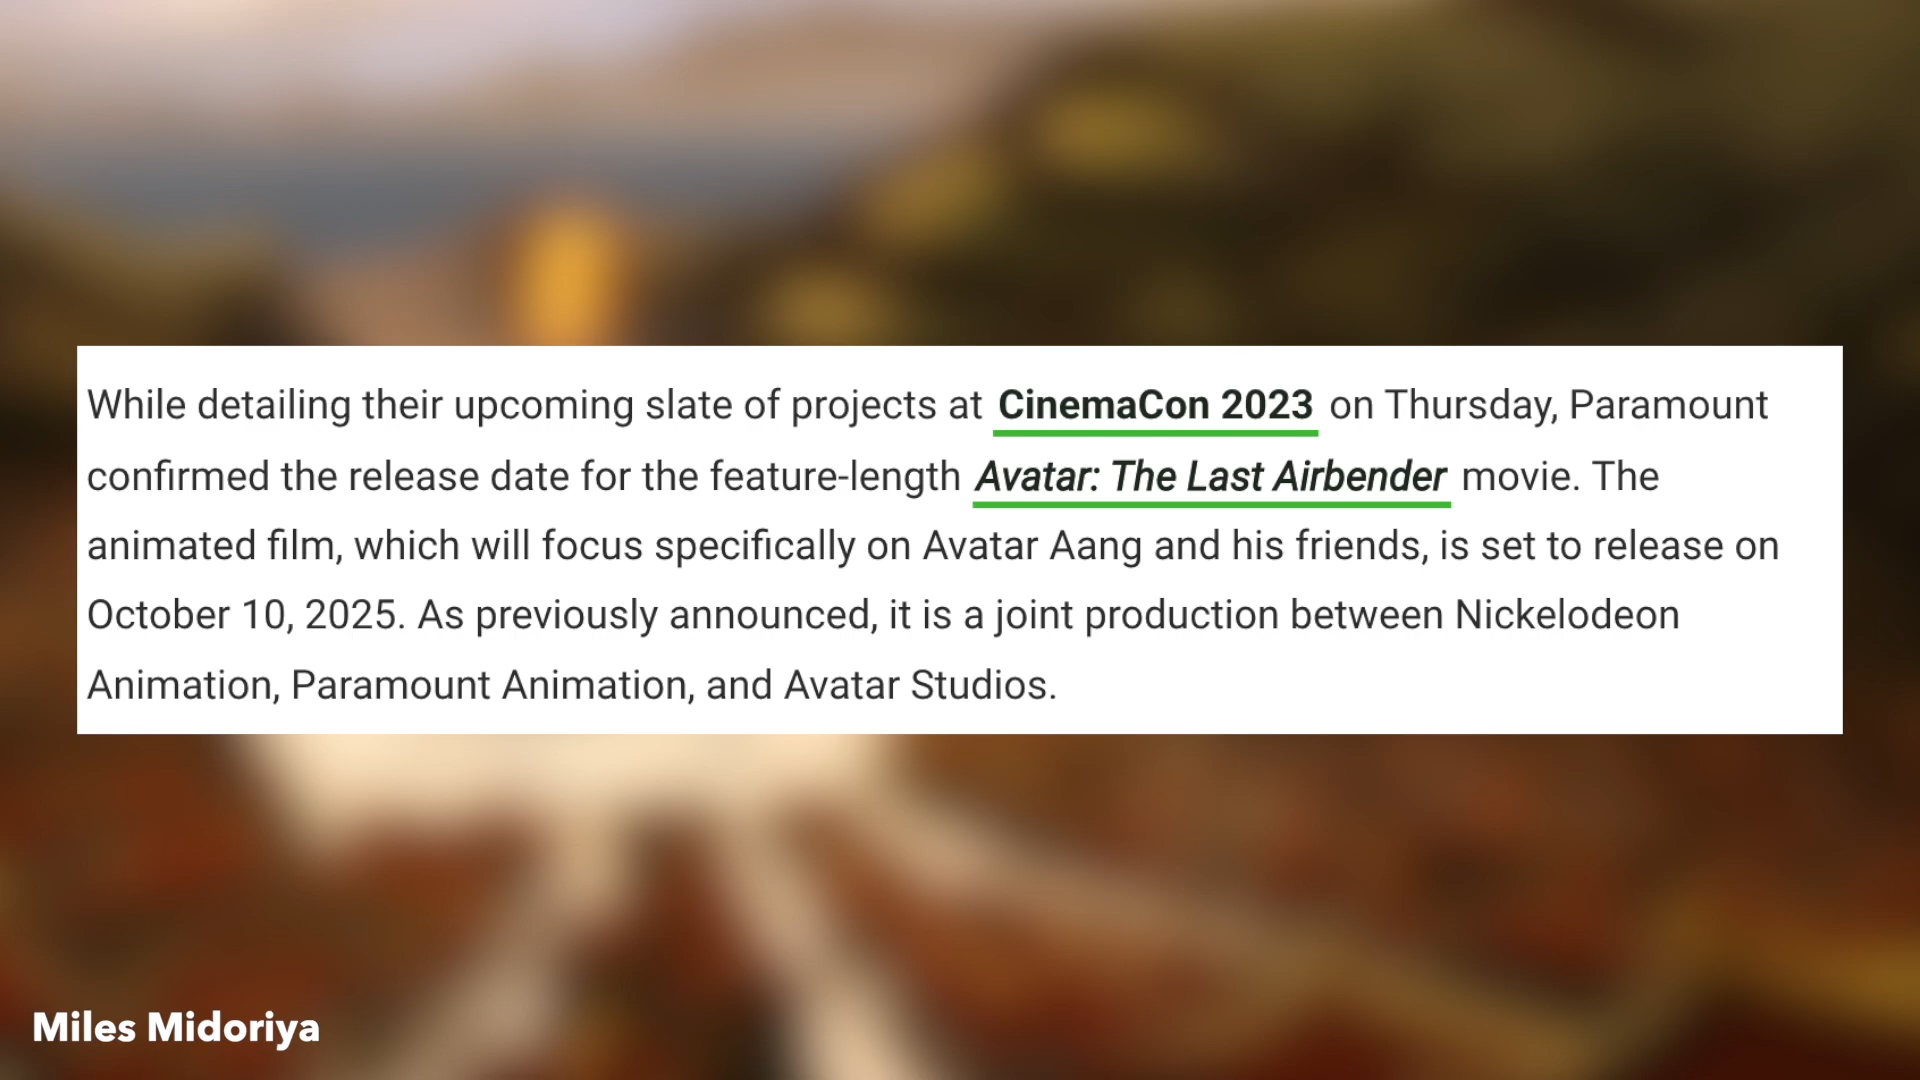 While detailing their upcoming slate of projects at CinemaCon 2023 on Thursday, Paramount
confirmed the release date for the feature-length Avatar: The Last Airbender movie. The
animated film, which will focus specifically on Avatar Aang and his friends, is set to release on
October 10, 2025. As previously announced, it is a joint production between Nickelodeon
Animation, Paramount Animation, and Avatar Studios.
Miles Midoriya